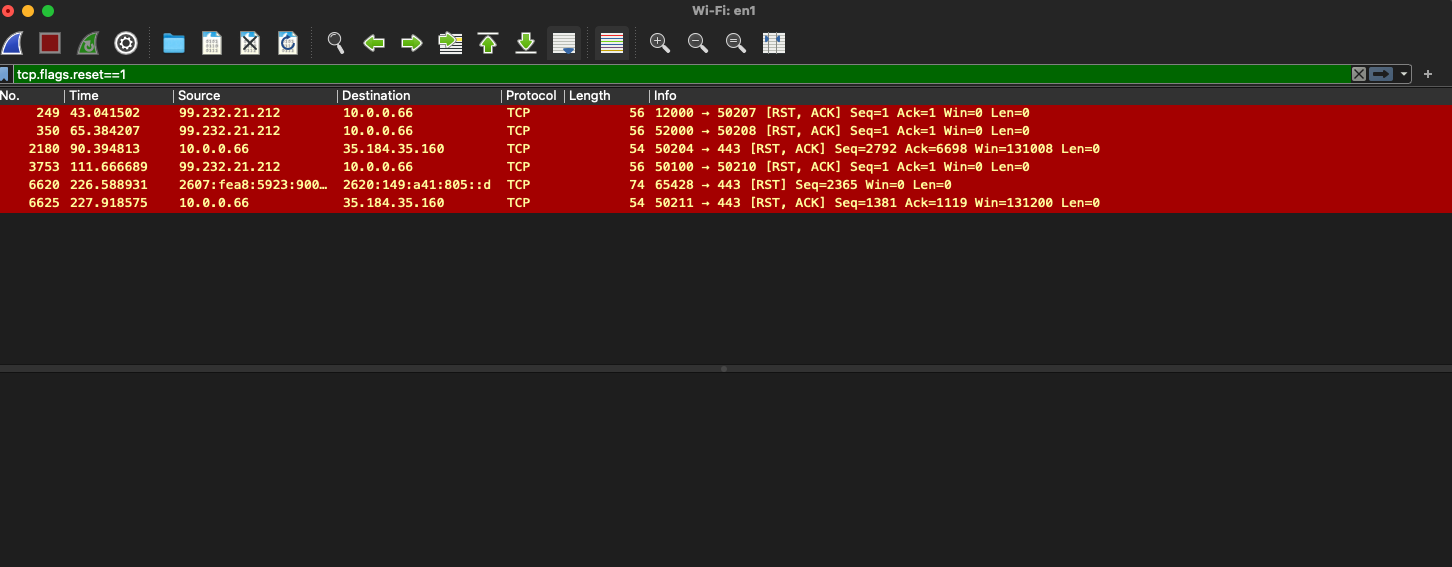 Wi-Fi: en1
tcp.flags.reset==1
No. Time Source Destination Protocol Length Info
249 43.041502 99.232.21.212 10.0.0.66 TCP 56 12000 → 50207 [RST, ACK] Seq=1 Ack=1 Win=0 Len=0
350 65.384207 99.232.21.212 10.0.0.66 TCP 56 52000 → 50208 [RST, ACK] Seq=1 Ack=1 Win=0 Len=0
2180 90.394813 10.0.0.66 35.184.35.160 TCP 54 50204 → 443 [RST, ACK] Seq=2792 Ack=6698 Win=131008 Len=0
3753 111.666689 99.232.21.212 10.0.0.66 TCP 56 50100 → 50210 [RST, ACK] Seq=1 Ack=1 Win=0 Len=0
6620 226.588931 2607:fea8:5923:900… 2620:149:a41:805::d TCP 74 65428 → 443 [RST] Seq=2365 Win=0 Len=0
6625 227.918575 10.0.0.66 35.184.35.160 TCP 54 50211 → 443 [RST, ACK] Seq=1381 Ack=1119 Win=131200 Len=0